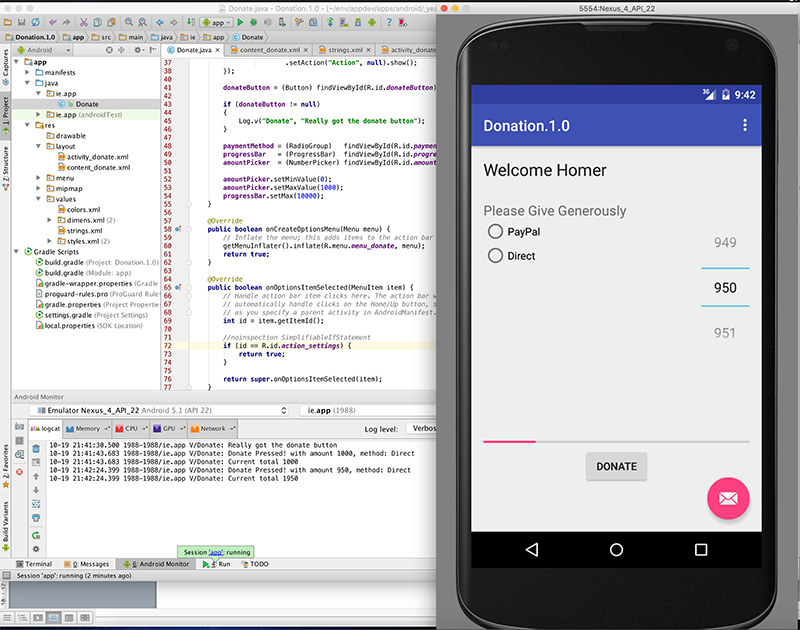 Donate.java - Donation.1.0 - [~/env/appdev/apps/android/_yea
5554:Nexus_4_API_22
app
Donation.1.0
app
src
main
java
ie
app
Donate
Android
Donate.java
content_donate.xml
strings.xml
activity_donate
Captures
1: Project
7: Structure
2: Favorites
Build Variants
app
manifests
java
ie.app
Donate
ie.app (androidTest)
res
drawable
layout
activity_donate.xml
content_donate.xml
menu
mipmap
values
colors.xml
dimens.xml (2)
strings.xml
styles.xml (2)
Gradle Scripts
build.gradle (Project: Donation.1.0)
build.gradle (Module: app)
gradle-wrapper.properties (Gradle
proguard-rules.pro (ProGuard Rules
gradle.properties (Project Properties)
settings.gradle (Project Settings)
local.properties (SDK Location)
37 .setAction("Action", null).show();
38 });
40
41 donateButton = (Button) findViewById(R.id.donateButton)
42
43 if (donateButton != null)
44 {
45 Log.v("Donate", "Really got the donate button");
46 }
47
48 paymentMethod = (RadioGroup) findViewById(R.id.payment
49 progressBar = (ProgressBar) findViewById(R.id.progre
50 amountPicker = (NumberPicker) findViewById(R.id.amount
51
52 amountPicker.setMinValue(0);
53 amountPicker.setMaxValue(1000);
54 progressBar.setMax(10000);
55 }
56
57 @Override
58 public boolean onCreateOptionsMenu(Menu menu) {
59 // Inflate the menu; this adds items to the action bar
60 getMenuInflater().inflate(R.menu.menu_donate, menu);
61 return true;
62 }
63
64 @Override
65 public boolean onOptionsItemSelected(MenuItem item) {
66 // Handle action bar item clicks here. The action bar w
67 // automatically handle clicks on the Home/Up button, s
68 // as you specify a parent activity in AndroidManifest.
69 int id = item.getItemId();
70
71 //noinspection SimplifiableIfStatement
72 if (id == R.id.action_settings) {
73 return true;
74 }
75
76 return super.onOptionsItemSelected(item);
77 }
Android Monitor
Emulator Nexus_4_API_22 Android 5.1 (API 22)
ie.app (1988)
logcat
Memory
CPU
GPU
Network
Log level:
Verbos
10-19 21:41:30.500 1988-1988/ie.app V/Donate: Really got the donate button
10-19 21:41:43.683 1988-1988/ie.app V/Donate: Donate Pressed! with amount 1000, method: Direct
10-19 21:41:43.683 1988-1988/ie.app V/Donate: Current total 1000
10-19 21:42:24.399 1988-1988/ie.app V/Donate: Donate Pressed! with amount 950, method: Direct
10-19 21:42:24.399 1988-1988/ie.app V/Donate: Current total 1950
Session 'app': running
Terminal
0: Messages
6: Android Monitor
4: Run
TODO
Session 'app': running (2 minutes ago)
3G
9:42
Donation.1.0
Welcome Homer
Please Give Generously
PayPal
Direct
949
950
951
DONATE